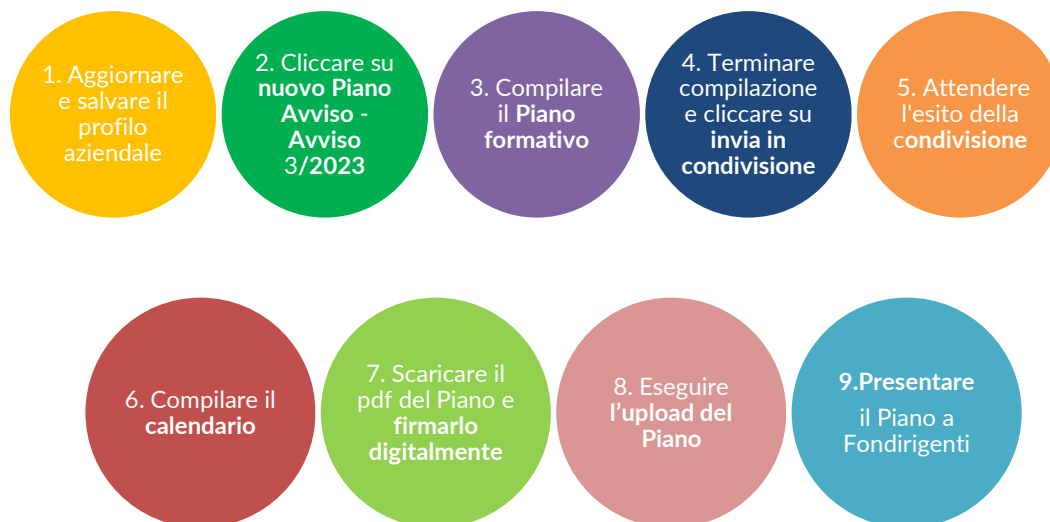 1. Aggiornare
e salvare il
profilo
aziendale
2. Cliccare su
nuovo Piano
Avviso -
Avviso
3/2023
3. Compilare
il Piano
formativo
4. Terminare
compilazione
e cliccare su
invia in
condivisione
5. Attendere
l'esito della
condivisione
6. Compilare il
calendario
7. Scaricare il
pdf del Piano e
firmarlo
digitalmente
8. Eseguire
l’upload del
Piano
9.Presentare
il Piano a
Fondirigenti